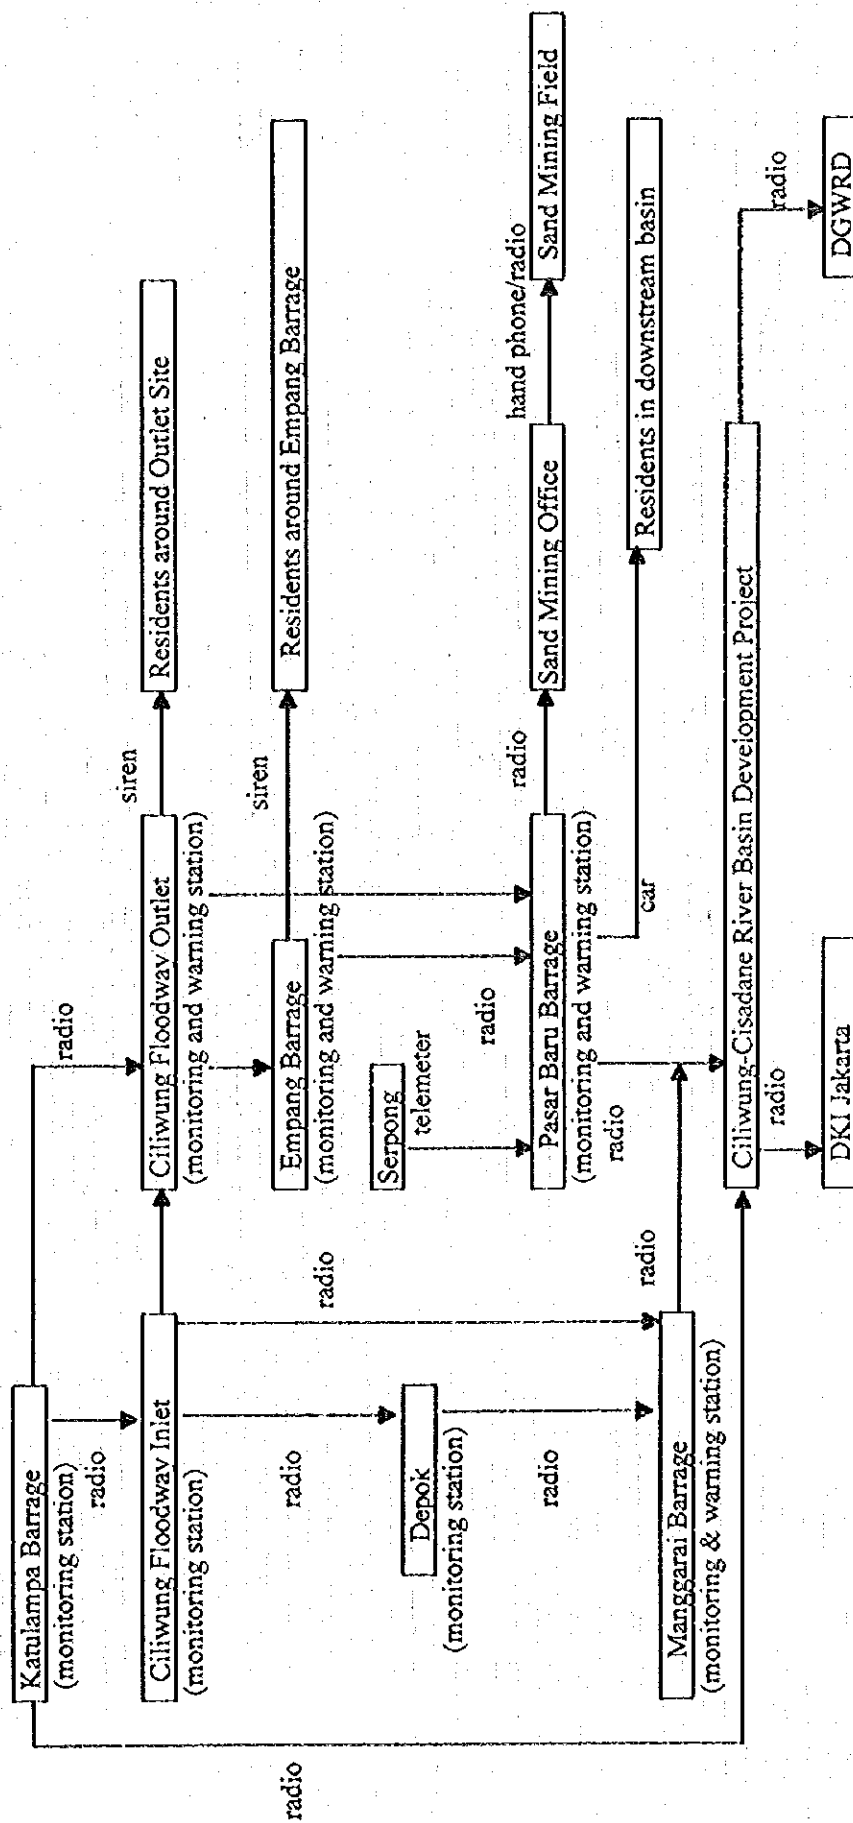 Katulampa Barrage
(monitoring station)
radio
radio
Ciliwung Floodway Inlet
(monitoring station)
Ciliwung Floodway Outlet
(monitoring and warning station)
siren
Residents around Outlet Site
Empang Barrage
(monitoring and warning station)
siren
Residents around Empang Barrage
radio
radio
Serpong
telemeter
Depok
(monitoring station)
radio
radio
Pasar Baru Barrage
(monitoring and warning station)
radio
Sand Mining Office
hand phone/radio
Sand Mining Field
radio
car
Residents in downstream basin
Manggarai Barrage
(monitoring & warning station)
radio
radio
Ciliwung-Cisadane River Basin Development Project
radio
radio
DKI Jakarta
DGWRD